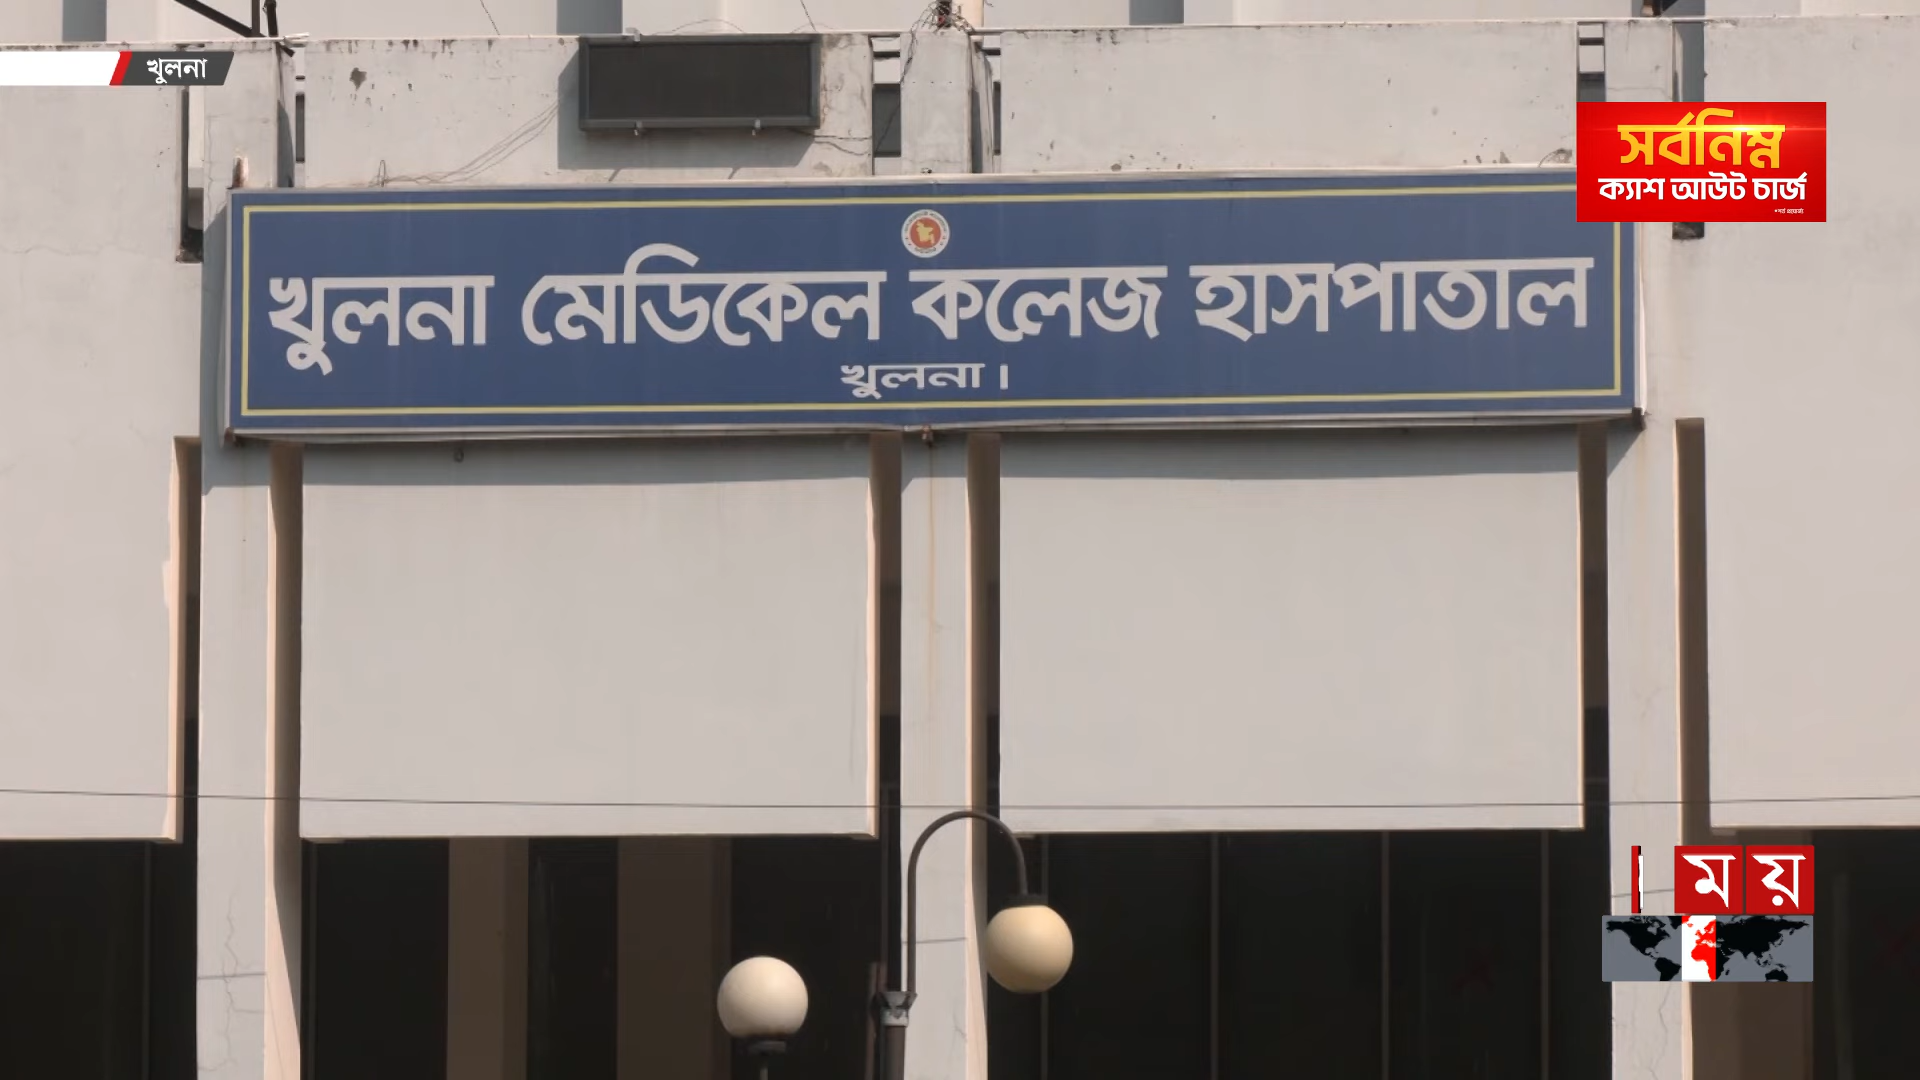 খুলনা
সর্বনিম্ন
ক্যাশ আউট চার্জ
খুলনা মেডিকেল কলেজ হাসপাতাল
খুলনা।
ময়